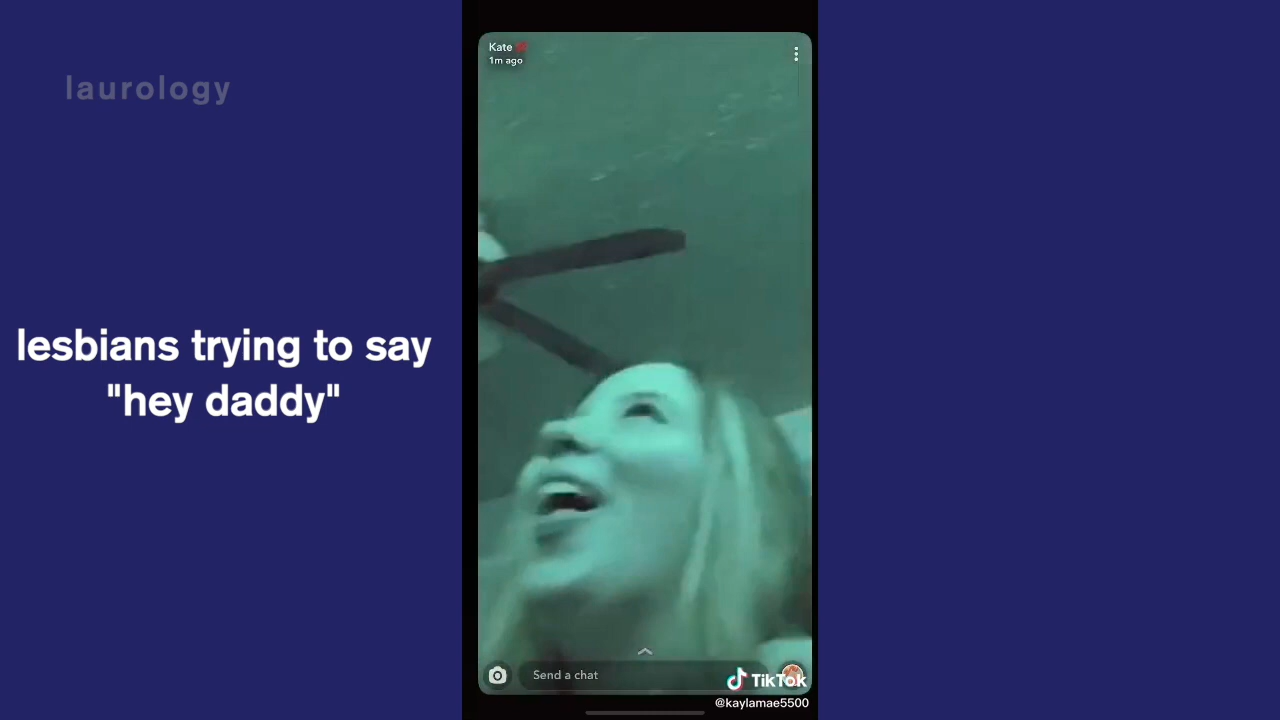 laurology
lesbians trying to say
"hey daddy"
Kate
1m ago
Send a chat
TikTok
@kaylamae5500